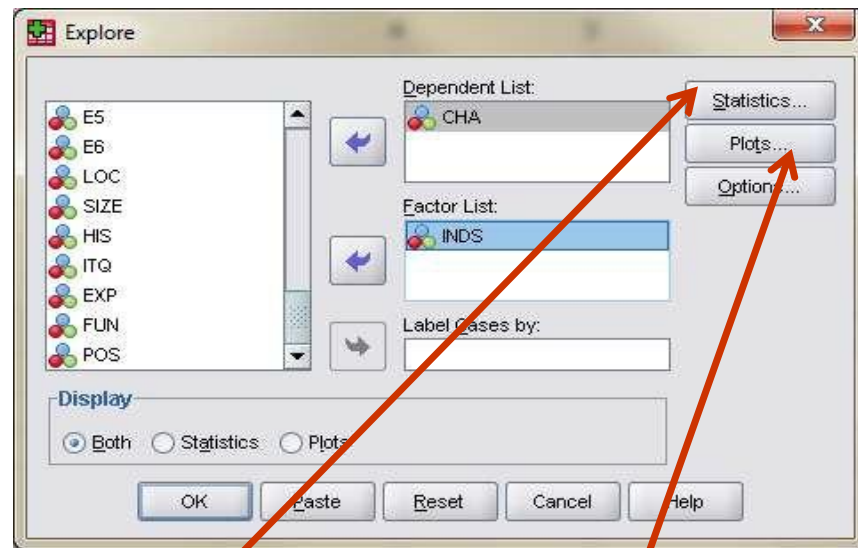 Explore
Dependent List:
CHA
Statistics...
Plots...
Options...
E5
E6
LOC
SIZE
HIS
ITQ
EXP
FUN
POS
Factor List:
INDS
Label Cases by:
Display
Both Statistics Plots
OK Paste Reset Cancel Help